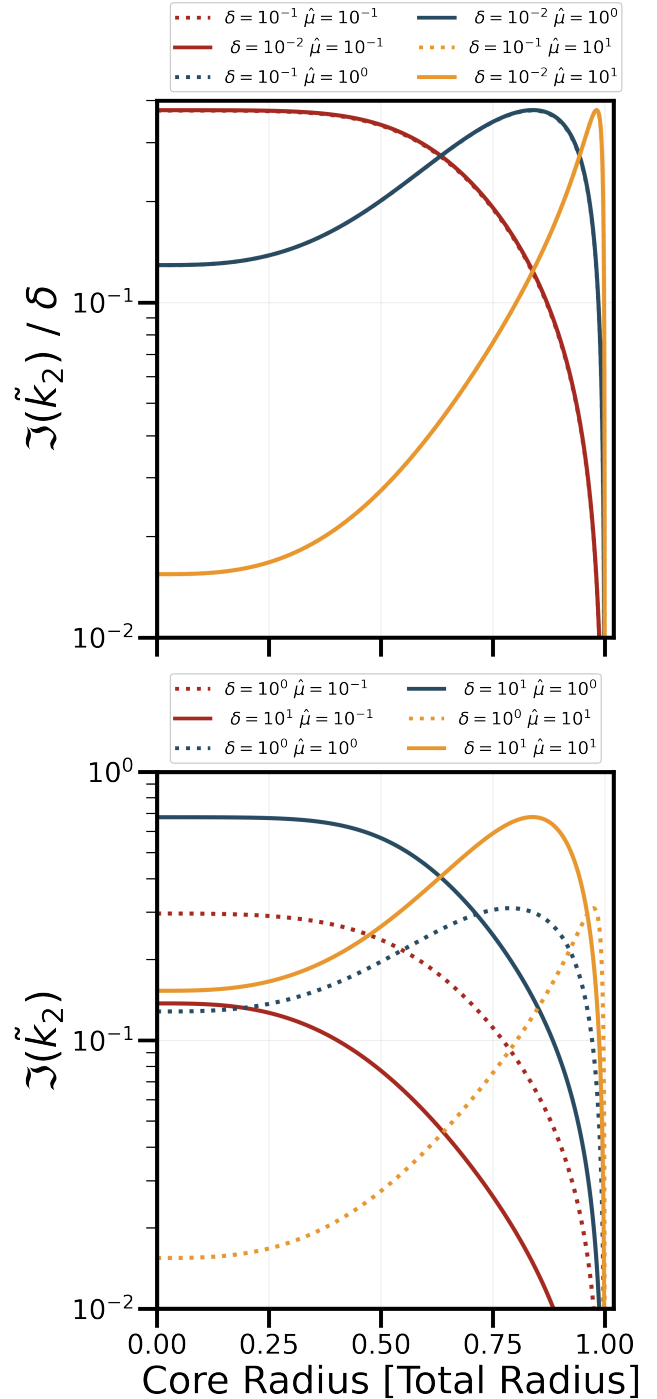 δ = 10⁻¹ μ̂ = 10⁻¹
δ = 10⁻² μ̂ = 10⁻¹
δ = 10⁻¹ μ̂ = 10⁰
δ = 10⁻² μ̂ = 10⁰
δ = 10⁻¹ μ̂ = 10¹
δ = 10⁻² μ̂ = 10¹
ℑ(k̃₂) / δ
10⁻¹
10⁻²
δ = 10⁰ μ̂ = 10⁻¹
δ = 10¹ μ̂ = 10⁻¹
δ = 10⁰ μ̂ = 10⁰
δ = 10¹ μ̂ = 10⁰
δ = 10⁰ μ̂ = 10¹
δ = 10¹ μ̂ = 10¹
ℑ(k̃₂)
10⁰
10⁻¹
10⁻²
0.00 0.25 0.50 0.75 1.00
Core Radius [Total Radius]